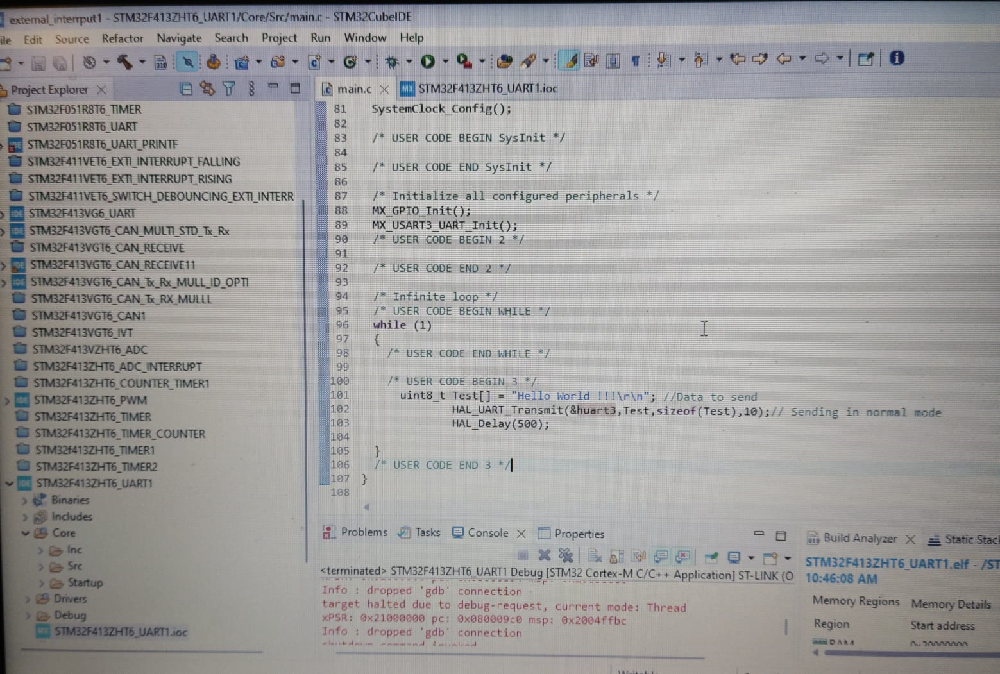 external_interrput1 - STM32F413ZHT6_UART1/Core/Src/main.c - STM32CubeIDE
ile Edit Source Refactor Navigate Search Project Run Window Help
Project Explorer
STM32F051R8T6_TIMER
STM32F051R8T6_UART
STM32F051R8T6_UART_PRINTF
STM32F411VET6_EXTI_INTERRUPT_FALLING
STM32F411VET6_EXTI_INTERRUPT_RISING
STM32F411VET6_SWITCH_DEBOUNCING_EXTI_INTERR
STM32F413VG6_UART
STM32F413VGT6_CAN_MULTI_STD_Tx_Rx
STM32F413VGT6_CAN_RECEIVE
STM32F413VGT6_CAN_RECEIVE11
STM32F413VGT6_CAN_Tx_Rx_MULL_ID_OPTI
STM32F413VGT6_CAN_Tx_RX_MULLL
STM32F413VGT6_CAN1
STM32F413VGT6_IVT
STM32F413VZHT6_ADC
STM32F413ZHT6_ADC_INTERRUPT
STM32F413ZHT6_COUNTER_TIMER1
STM32F413ZHT6_PWM
STM32F413ZHT6_TIMER
STM32F413ZHT6_TIMER_COUNTER
STM32f413ZHT6_TIMER1
STM32F413ZHT6_TIMER2
STM32F413ZHT6_UART1
Binaries
Includes
Core
Inc
Src
Startup
Drivers
Debug
STM32F413ZHT6_UART1.ioc
main.c
MX STM32F413ZHT6_UART1.ioc
81 SystemClock_Config();
82
83 /* USER CODE BEGIN SysInit */
84
85 /* USER CODE END SysInit */
86
87 /* Initialize all configured peripherals */
88 MX_GPIO_Init();
89 MX_USART3_UART_Init();
90 /* USER CODE BEGIN 2 */
91
92 /* USER CODE END 2 */
93
94 /* Infinite loop */
95 /* USER CODE BEGIN WHILE */
96 while (1)
97 {
98 /* USER CODE END WHILE */
99
100 /* USER CODE BEGIN 3 */
101 uint8_t Test[] = "Hello World !!!\r\n"; //Data to send
102 HAL_UART_Transmit(&huart3,Test,sizeof(Test),10);// Sending in normal mode
103 HAL_Delay(500);
104
105 }
106 /* USER CODE END 3 */
107 }
108
Problems Tasks Console Properties
<terminated> STM32F413ZHT6_UART1 Debug [STM32 Cortex-M C/C++ Application] ST-LINK (O
Info : dropped 'gdb' connection
target halted due to debug-request, current mode: Thread
xPSR: 0x21000000 pc: 0x080009c0 msp: 0x2004ffbc
Info : dropped 'gdb' connection
Build Analyzer Static Stac
STM32F413ZHT6_UART1.elf - /ST
10:46:08 AM
Memory Regions Memory Details
Region Start address